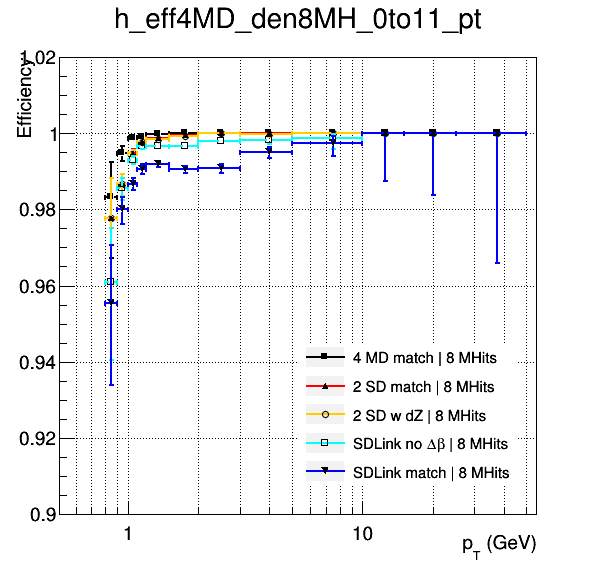 h_eff4MD_den8MH_0to11_pt
Efficiency
1.02
1
0.98
0.96
0.94
0.92
0.9
4 MD match | 8 MHits
2 SD match | 8 MHits
2 SD w dZ | 8 MHits
SDLink no Δβ | 8 MHits
SDLink match | 8 MHits
1
10
p_T (GeV)